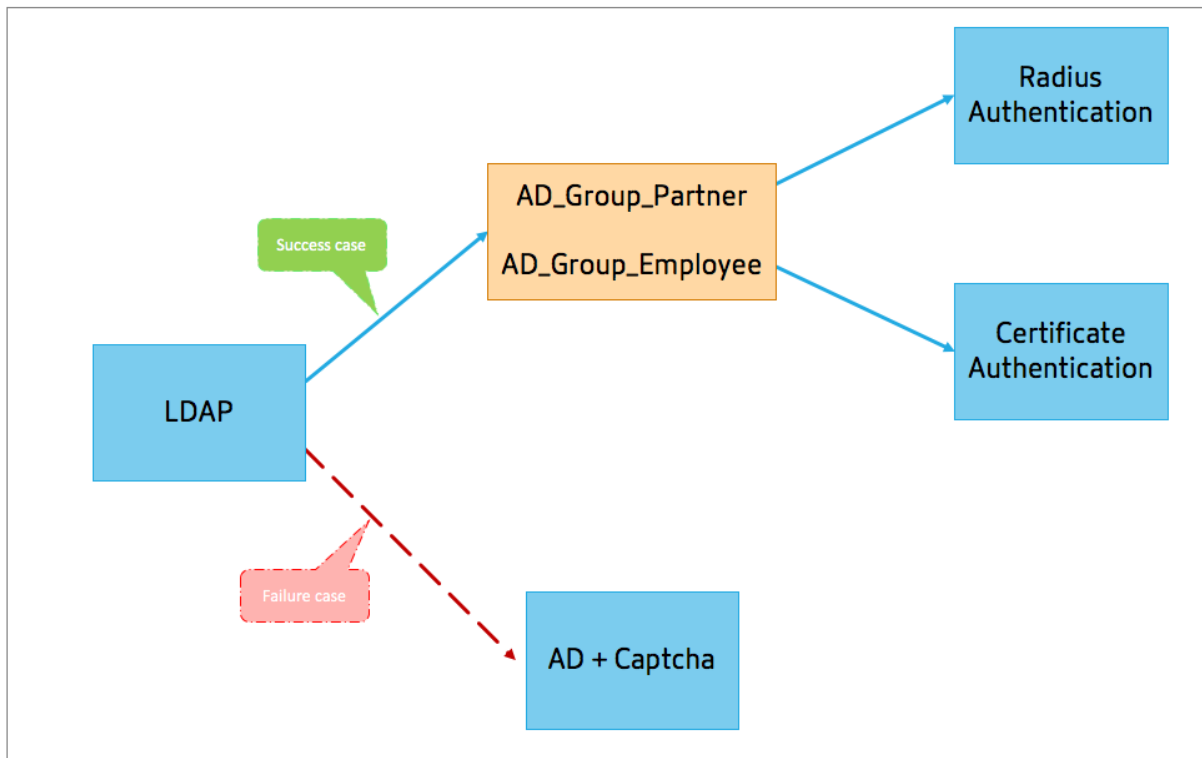 Radius
Authentication
AD_Group_Partner
AD_Group_Employee
Success case
Certificate
Authentication
LDAP
Failure case
AD + Captcha